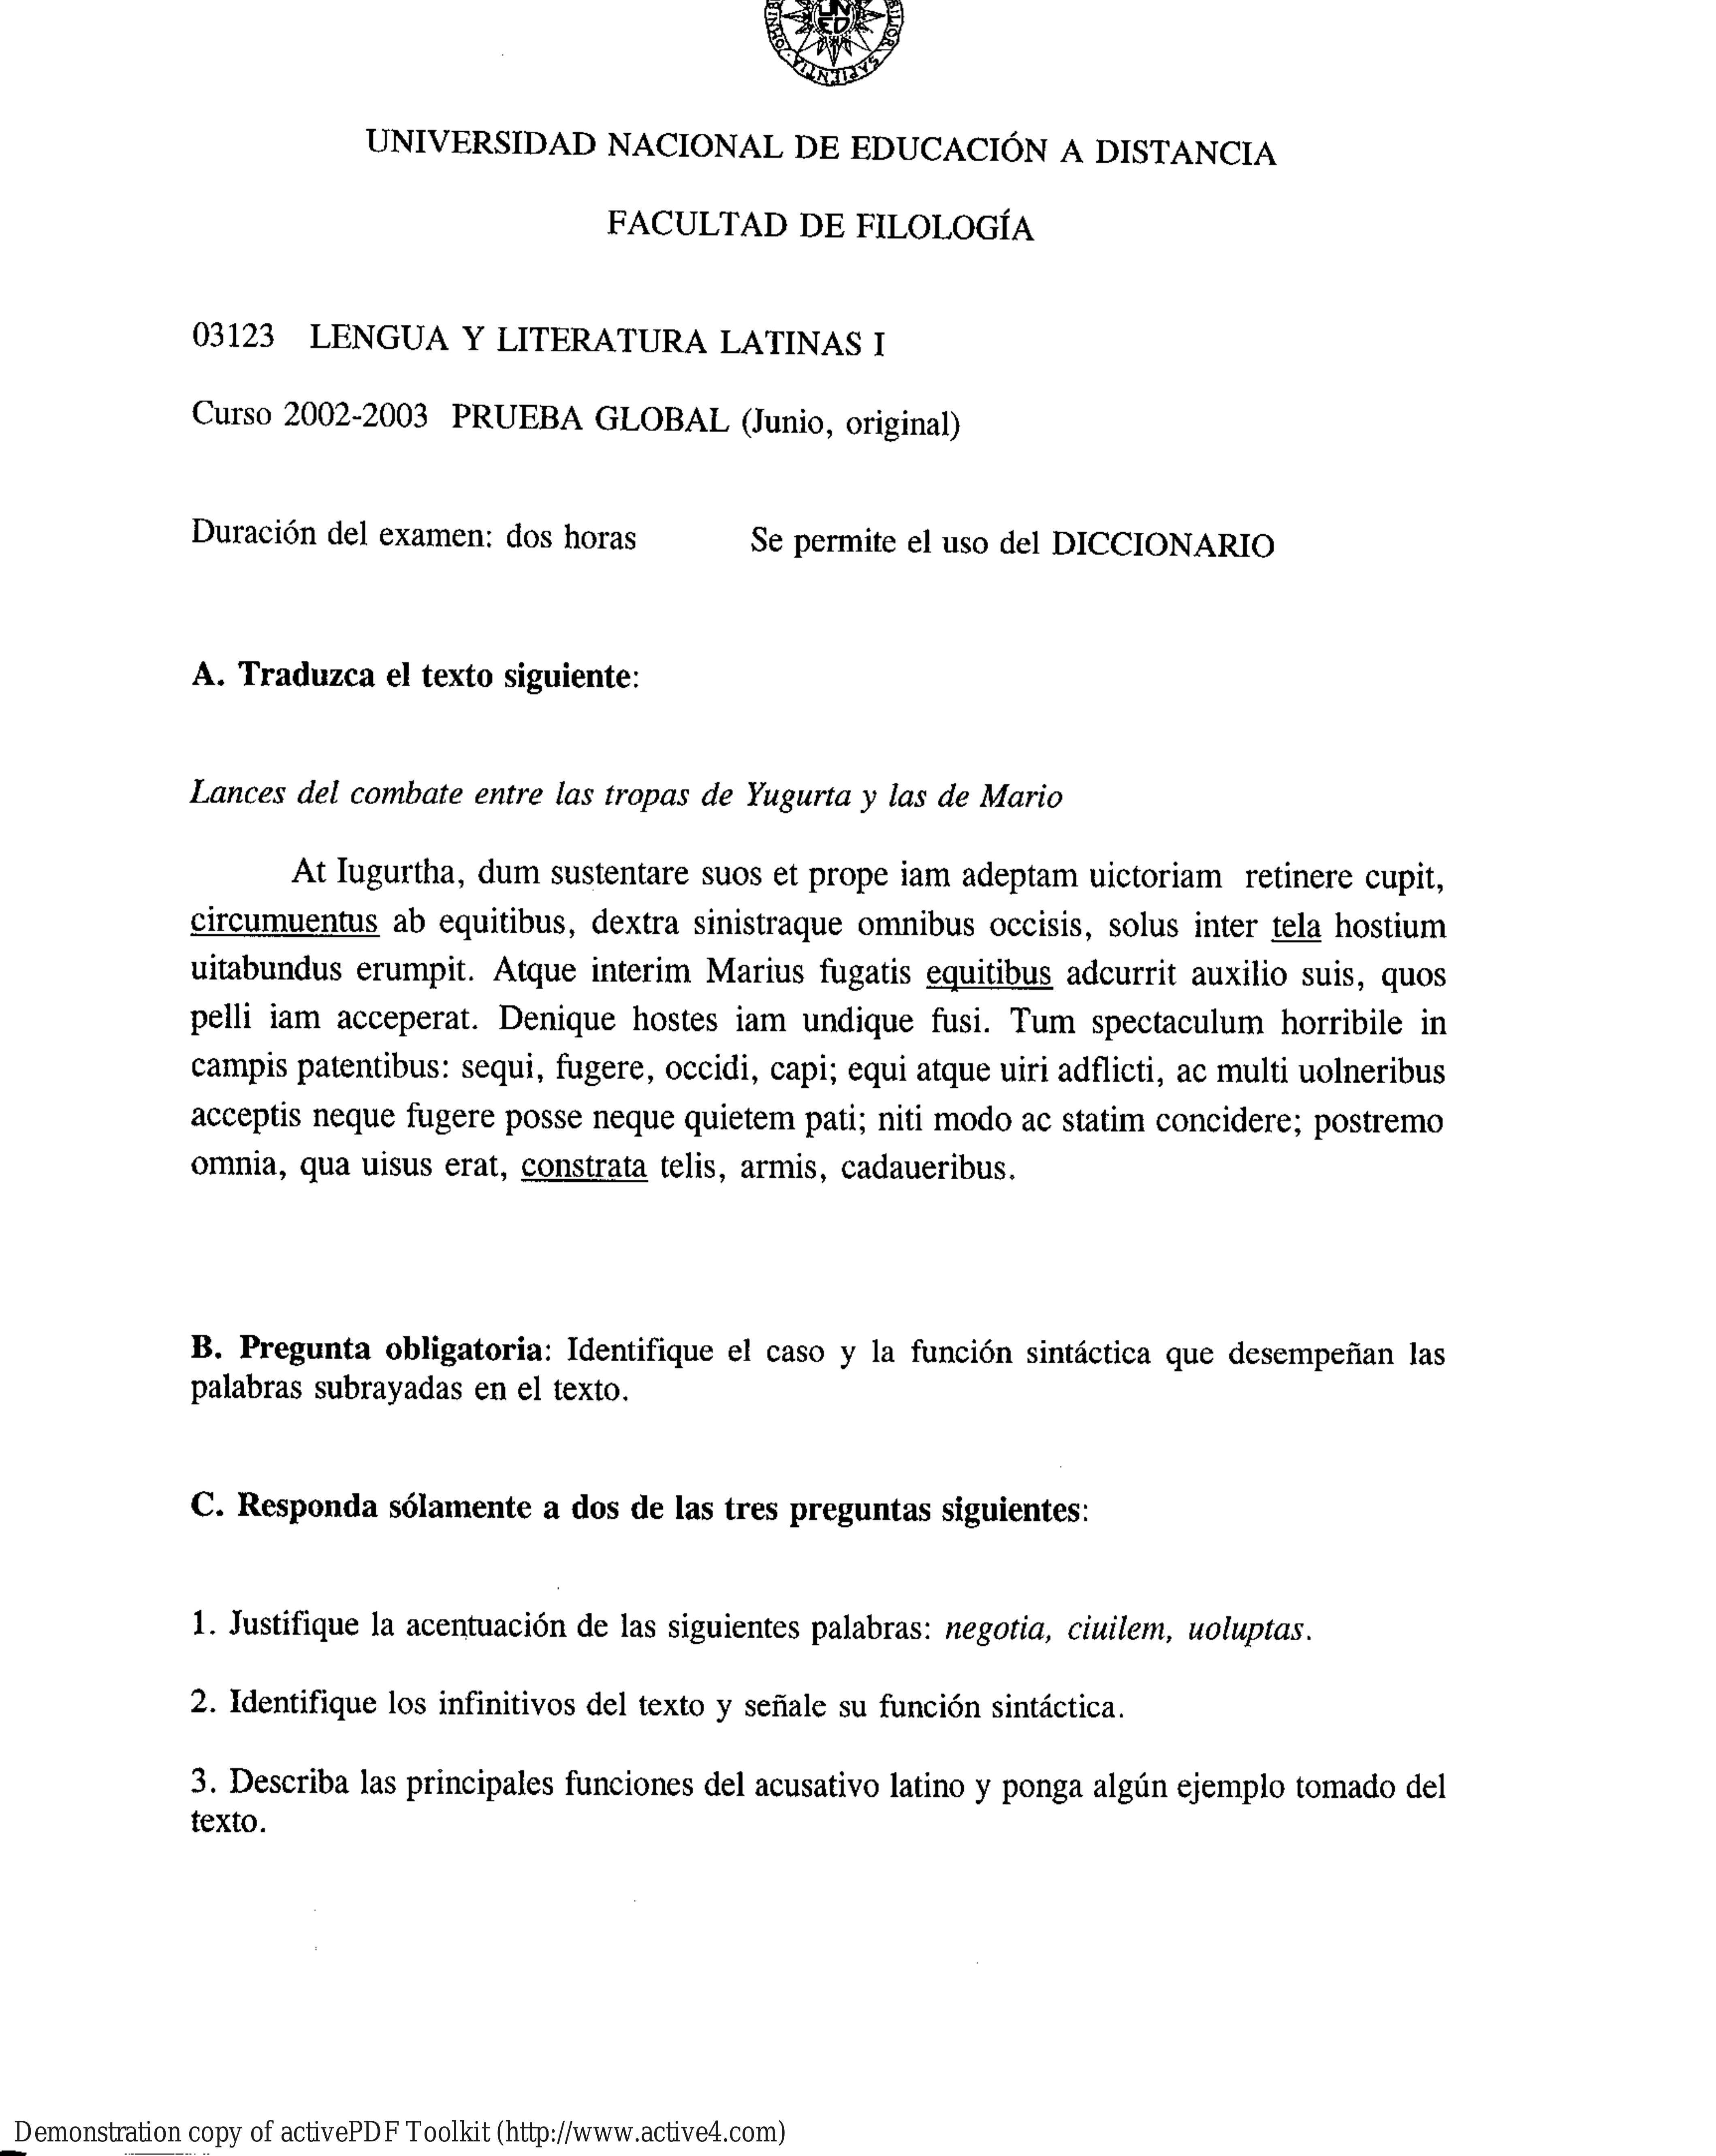 UN
ED
SAPIENTIA
UNIVERSIDAD NACIONAL DE EDUCACIÓN A DISTANCIA
FACULTAD DE FILOLOGÍA
03123 LENGUA Y LITERATURA LATINAS I
Curso 2002-2003 PRUEBA GLOBAL (Junio, original)
Duración del examen: dos horas Se permite el uso del DICCIONARIO
A. Traduzca el texto siguiente:
Lances del combate entre las tropas de Yugurta y las de Mario
At Iugurtha, dum sustentare suos et prope iam adeptam uictoriam retinere cupit,
circumuentus ab equitibus, dextra sinistraque omnibus occisis, solus inter tela hostium
uitabundus erumpit. Atque interim Marius fugatis equitibus adcurrit auxilio suis, quos
pelli iam acceperat. Denique hostes iam undique fusi. Tum spectaculum horribile in
campis patentibus: sequi, fugere, occidi, capi; equi atque uiri adflicti, ac multi uolneribus
acceptis neque fugere posse neque quietem pati; niti modo ac statim concidere; postremo
omnia, qua uisus erat, constrata telis, armis, cadaueribus.
B. Pregunta obligatoria: Identifique el caso y la función sintáctica que desempeñan las
palabras subrayadas en el texto.
C. Responda sólamente a dos de las tres preguntas siguientes:
1. Justifique la acentuación de las siguientes palabras: negotia, ciuilem, uoluptas.
2. Identifique los infinitivos del texto y señale su función sintáctica.
3. Describa las principales funciones del acusativo latino y ponga algún ejemplo tomado del
texto.
Demonstration copy of activePDF Toolkit (http://www.active4.com)